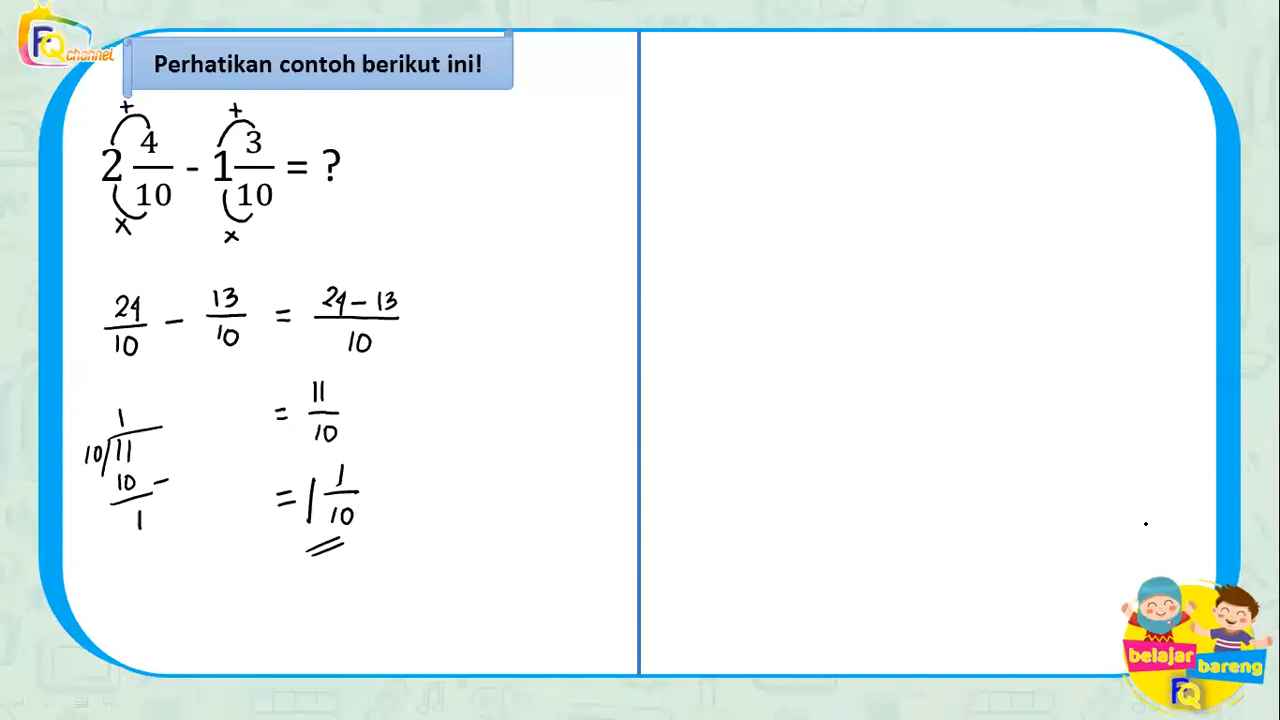 FQ channel
Perhatikan contoh berikut ini!
+ +
2 4/10 - 1 3/10 = ?
x x
24/10 - 13/10 = 24 - 13/10
= 11/10
1
10 11
10 -
1
= 1 1/10
belajar
bareng
FQ